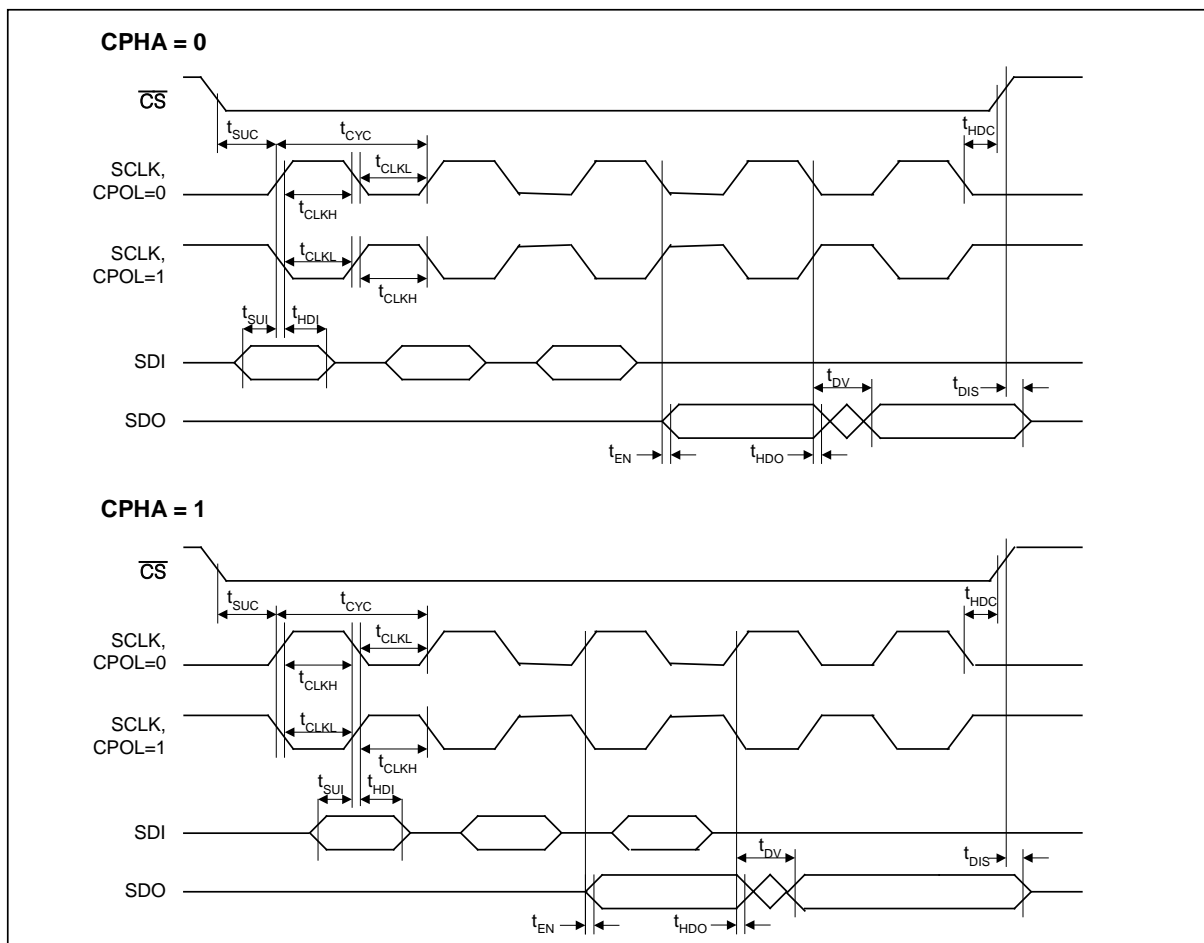 CPHA = 0
CS
tSUC
tCYC
tHDC
SCLK,
CPOL=0
tCLKL
tCLKH
SCLK,
CPOL=1
tCLKL
tCLKH
tSUI
tHDI
SDI
tDV
tDIS
SDO
tEN
tHDO
CPHA = 1
CS
tSUC
tCYC
tHDC
SCLK,
CPOL=0
tCLKL
tCLKH
SCLK,
CPOL=1
tCLKL
tCLKH
tSUI
tHDI
SDI
tDV
tDIS
SDO
tEN
tHDO